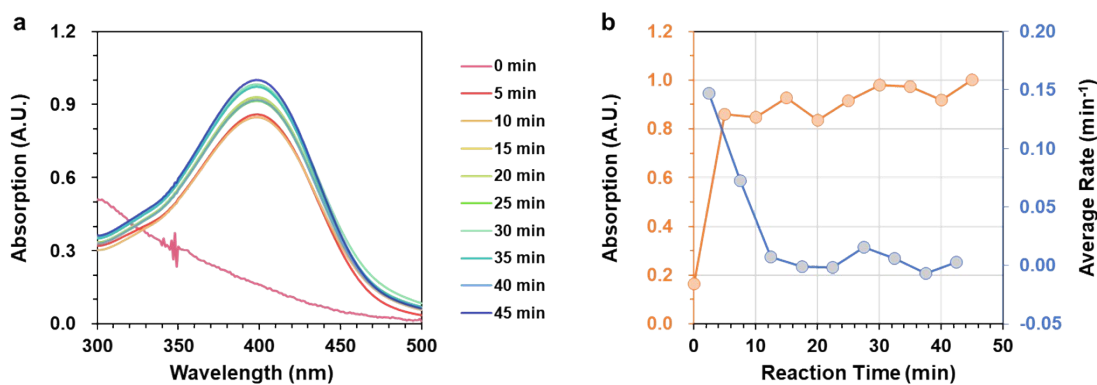 a
Absorption (A.U.)
1.2
0.9
0.6
0.3
0.0
300
350
400
450
500
Wavelength (nm)
0 min
5 min
10 min
15 min
20 min
25 min
30 min
35 min
40 min
45 min
b
Absorption (A.U.)
1.2
1.0
0.8
0.6
0.4
0.2
0.0
0
10
20
30
40
50
Reaction Time (min)
0.20
0.15
0.10
0.05
0.00
-0.05
Average Rate (min⁻¹)